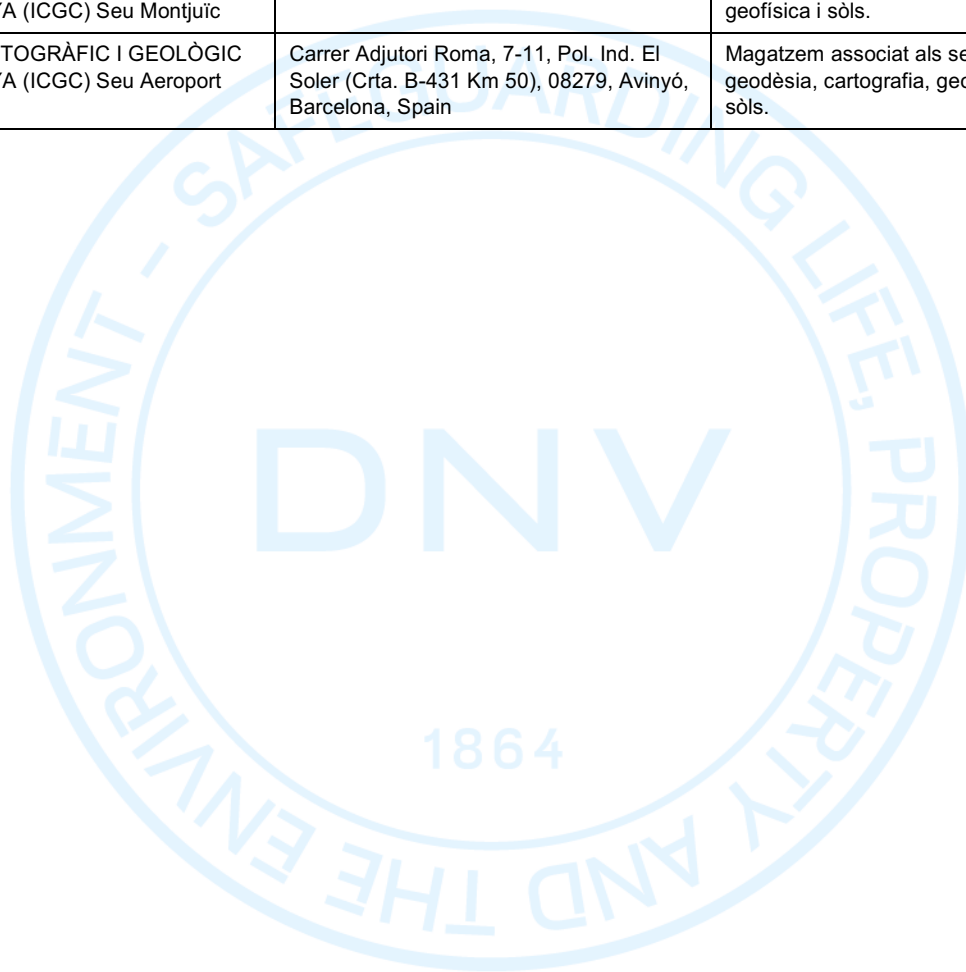 YA (ICGC) Seu Montjuïc
geofísica i sòls.
TOGRÀFIC I GEOLÒGIC
YA (ICGC) Seu Aeroport
Carrer Adjutori Roma, 7-11, Pol. Ind. El
Soler (Crta. B-431 Km 50), 08279, Avinyó,
Barcelona, Spain
Magatzem associat als se
geodèsia, cartografia, geo
sòls.
SAFEGUARDING LIFE, PROPERTY AND THE ENVIRONMENT -
DNV
1864